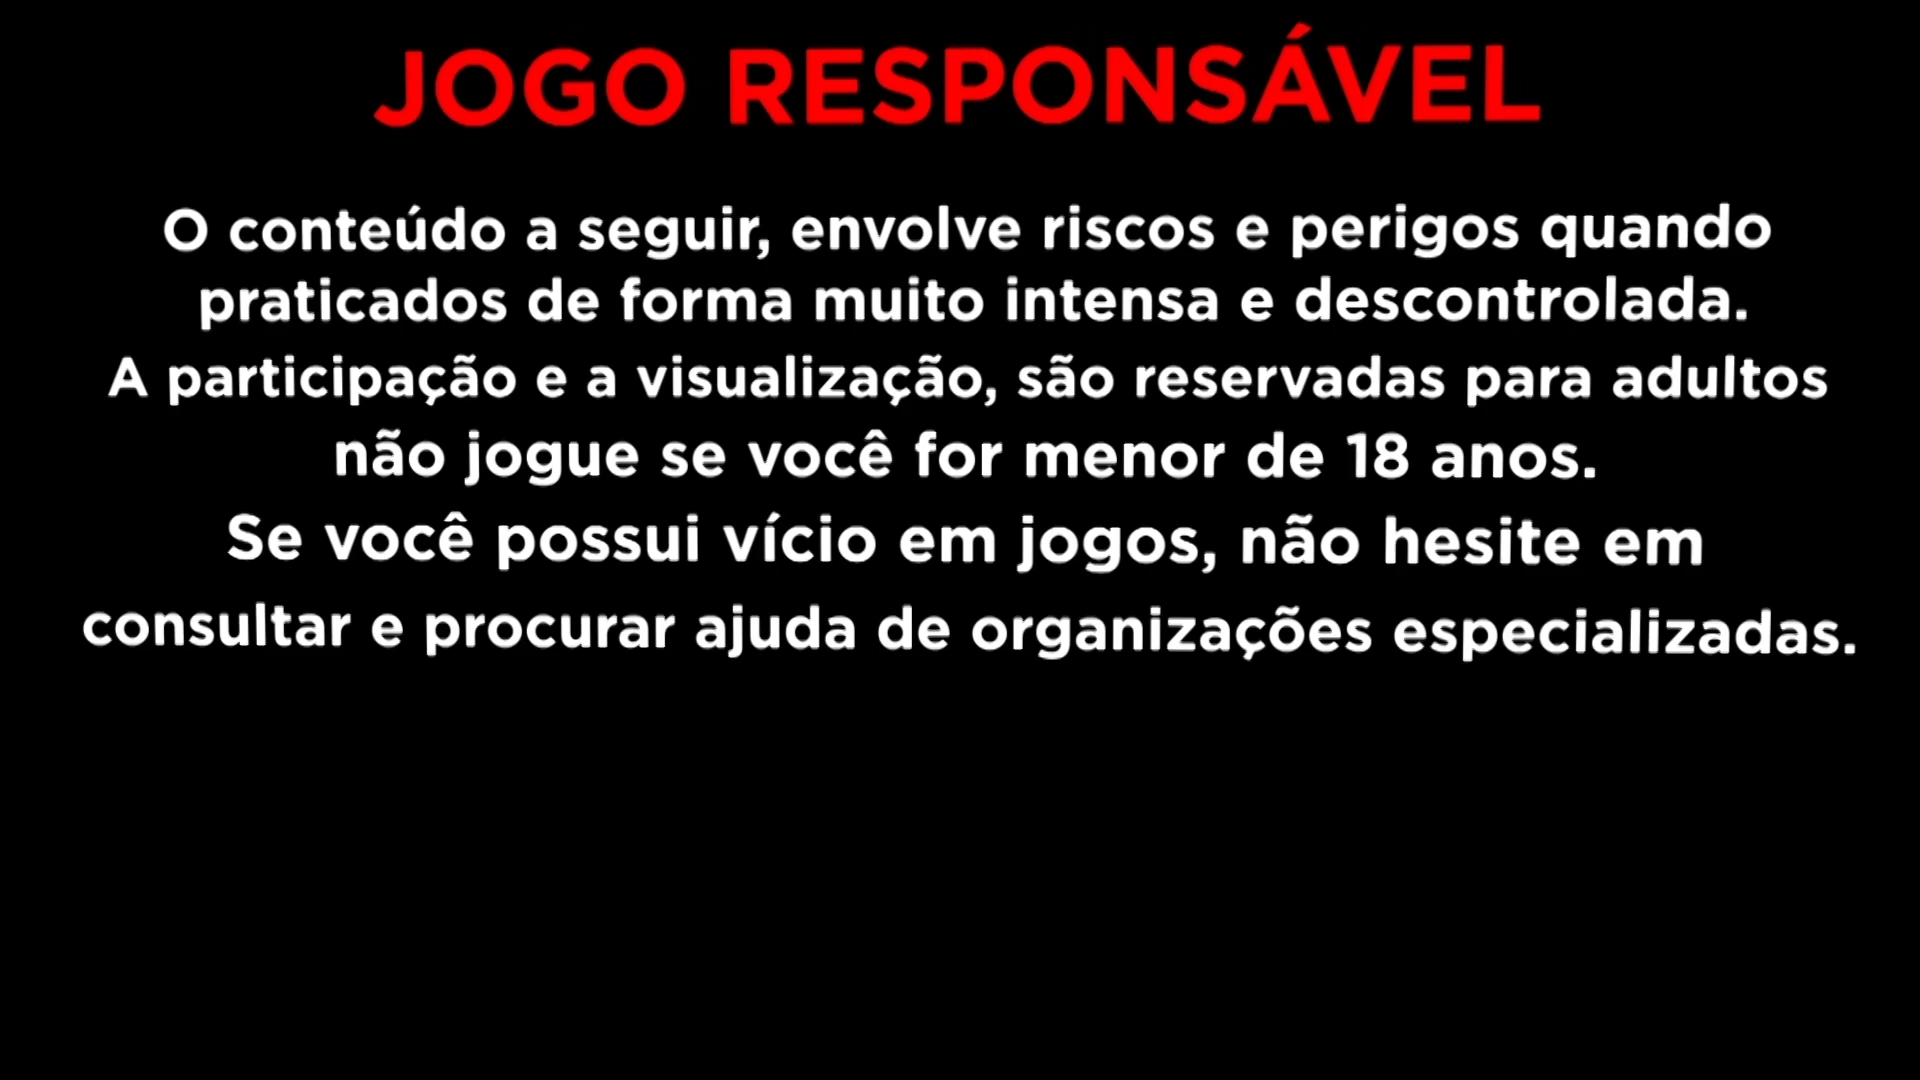 JOGO RESPONSÁVEL
O conteúdo a seguir, envolve riscos e perigos quando
praticados de forma muito intensa e descontrolada.
A participação e a visualização, são reservadas para adultos
não jogue se você for menor de 18 anos.
Se você possui vício em jogos, não hesite em
consultar e procurar ajuda de organizações especializadas.